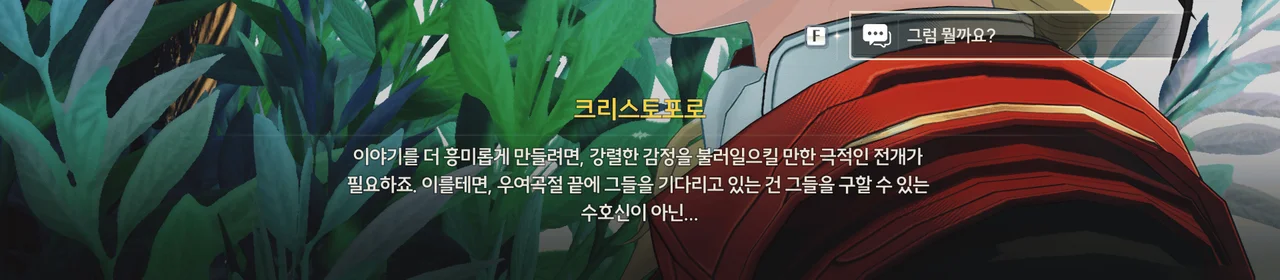 F
그럼 뭘까요?
크리스토포로
이야기를 더 흥미롭게 만들려면, 강렬한 감정을 불러일으킬 만한 극적인 전개가
필요하죠. 이를테면, 우여곡절 끝에 그들을 기다리고 있는 건 그들을 구할 수 있는
수호신이 아닌...